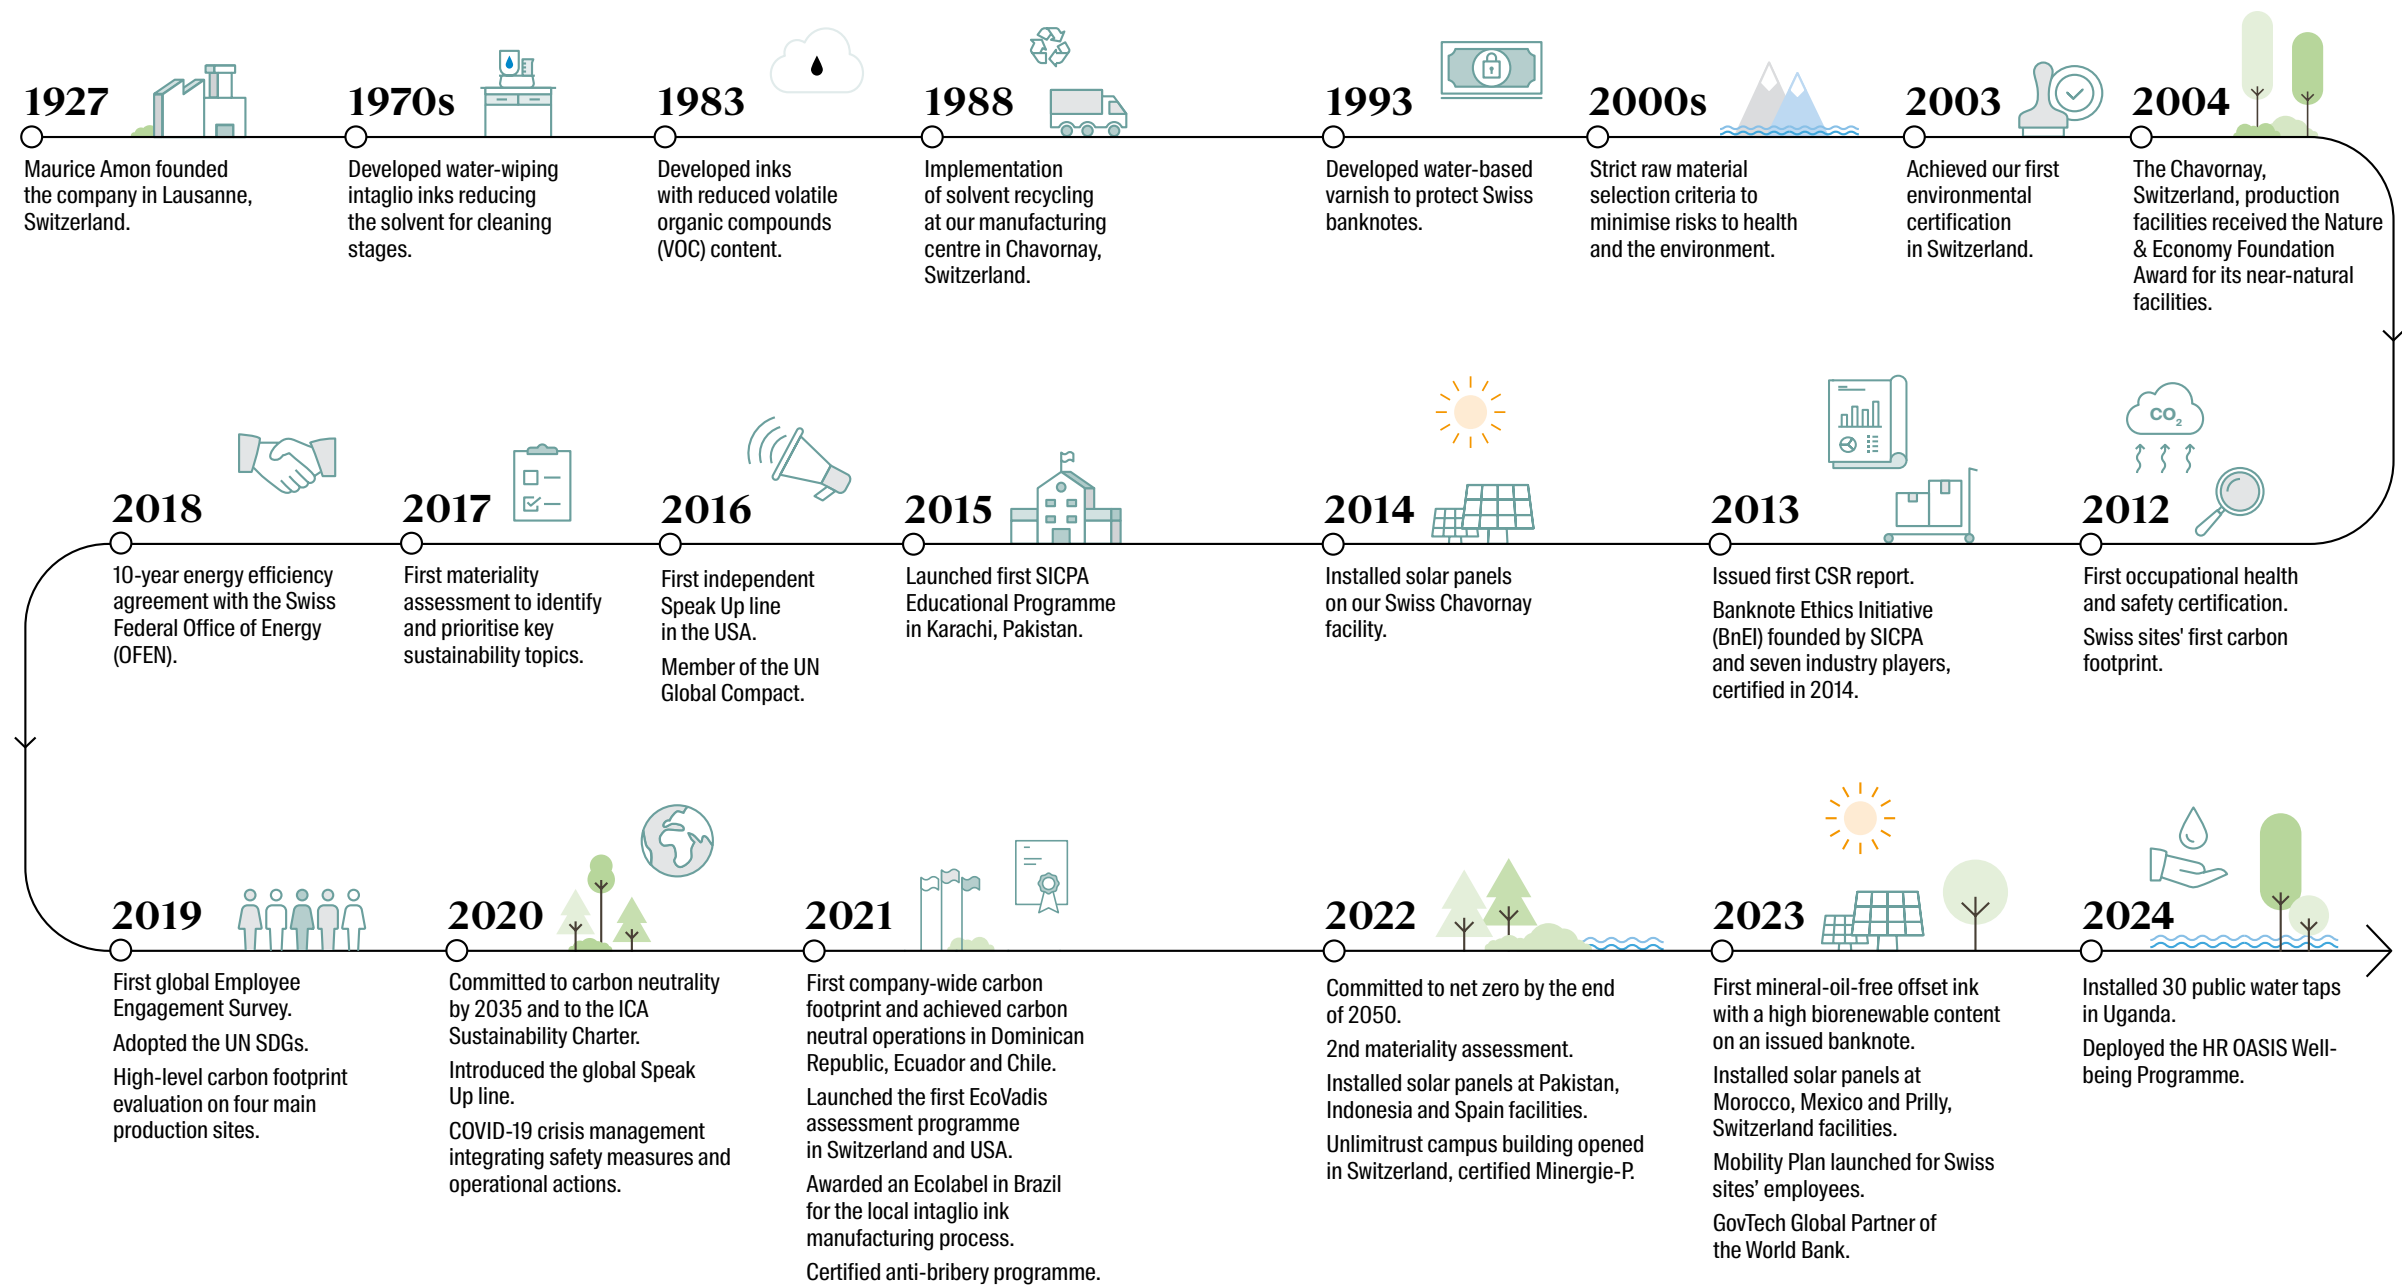 1927
Maurice Amon founded
the company in Lausanne,
Switzerland.
1970s
Developed water-wiping
intaglio inks reducing
the solvent for cleaning
stages.
1983
Developed inks
with reduced volatile
organic compounds
(VOC) content.
1988
Implementation
of solvent recycling
at our manufacturing
centre in Chavornay,
Switzerland.
1993
Developed water-based
varnish to protect Swiss
banknotes.
2000s
Strict raw material
selection criteria to
minimise risks to health
and the environment.
2003
Achieved our first
environmental
certification
in Switzerland.
2004
The Chavornay,
Switzerland, production
facilities received the Nature
& Economy Foundation
Award for its near-natural
facilities.
CO2
2012
First occupational health
and safety certification.
Swiss sites' first carbon
footprint.
2013
Issued first CSR report.
Banknote Ethics Initiative
(BnEI) founded by SICPA
and seven industry players,
certified in 2014.
2014
Installed solar panels
on our Swiss Chavornay
facility.
2015
Launched first SICPA
Educational Programme
in Karachi, Pakistan.
2016
First independent
Speak Up line
in the USA.
Member of the UN
Global Compact.
2017
First materiality
assessment to identify
and prioritise key
sustainability topics.
2018
10-year energy efficiency
agreement with the Swiss
Federal Office of Energy
(OFEN).
2019
First global Employee
Engagement Survey.
Adopted the UN SDGs.
High-level carbon footprint
evaluation on four main
production sites.
2020
Committed to carbon neutrality
by 2035 and to the ICA
Sustainability Charter.
Introduced the global Speak
Up line.
COVID-19 crisis management
integrating safety measures and
operational actions.
2021
First company-wide carbon
footprint and achieved carbon
neutral operations in Dominican
Republic, Ecuador and Chile.
Launched the first EcoVadis
assessment programme
in Switzerland and USA.
Awarded an Ecolabel in Brazil
for the local intaglio ink
manufacturing process.
Certified anti-bribery programme.
2022
Committed to net zero by the end
of 2050.
2nd materiality assessment.
Installed solar panels at Pakistan,
Indonesia and Spain facilities.
Unlimitrust campus building opened
in Switzerland, certified Minergie-P.
2023
First mineral-oil-free offset ink
with a high biorenewable content
on an issued banknote.
Installed solar panels at
Morocco, Mexico and Prilly,
Switzerland facilities.
Mobility Plan launched for Swiss
sites’ employees.
GovTech Global Partner of
the World Bank.
2024
Installed 30 public water taps
in Uganda.
Deployed the HR OASIS Well-
being Programme.